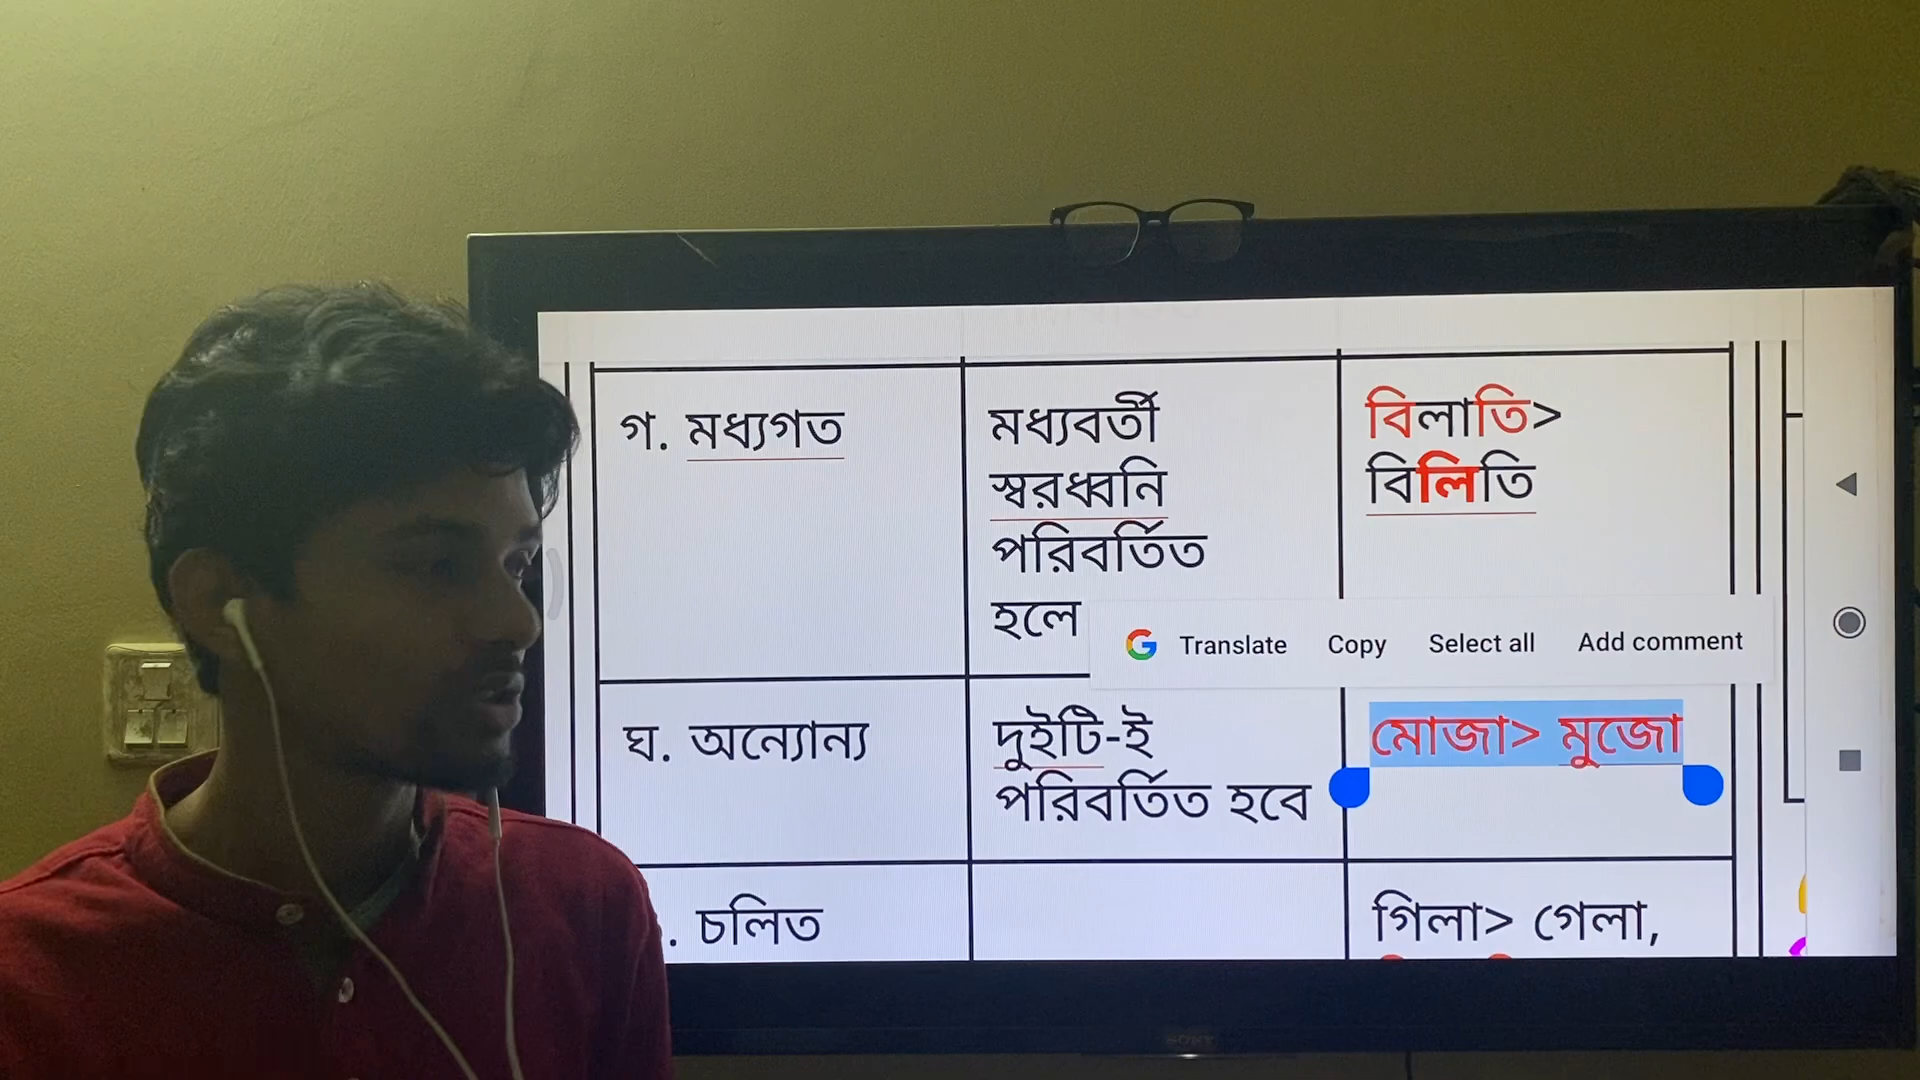 গ. মধ্যগত
মধ্যবর্তী
স্বরধ্বনি
পরিবর্তিত
হলে
বিলাতি>
বিলিতি
Translate Copy Select all Add comment
ঘ. অন্যোন্য
দুইটি-ই
পরিবর্তিত হবে
মোজা> মুজো
. চলিত
গিলা> গেলা,
SONY